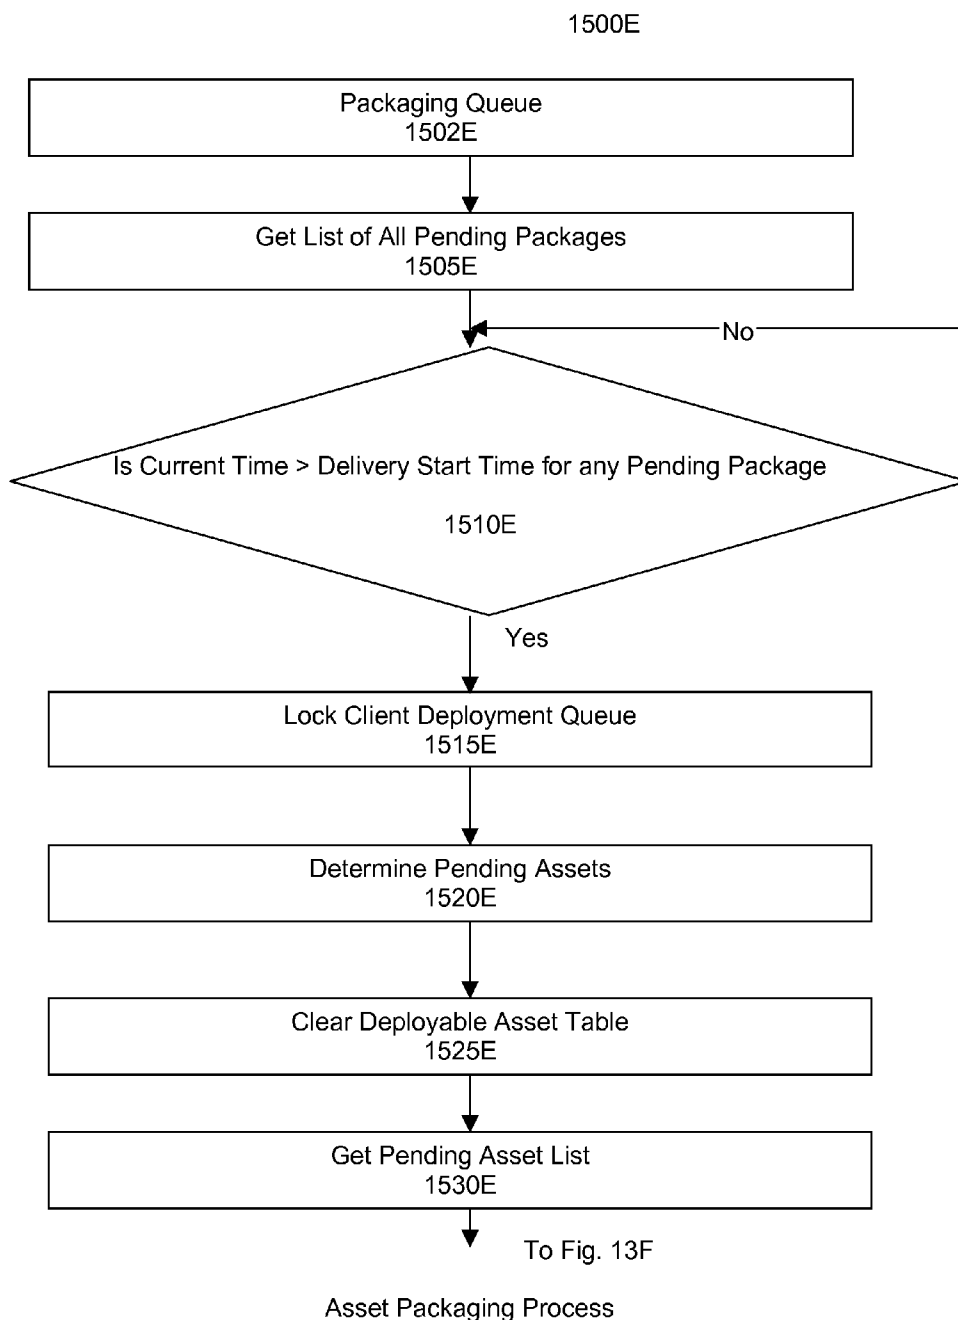 1500E
Packaging Queue
1502E
Get List of All Pending Packages
1505E
No
Is Current Time > Delivery Start Time for any Pending Package
1510E
Yes
Lock Client Deployment Queue
1515E
Determine Pending Assets
1520E
Clear Deployable Asset Table
1525E
Get Pending Asset List
1530E
To Fig. 13F
Asset Packaging Process